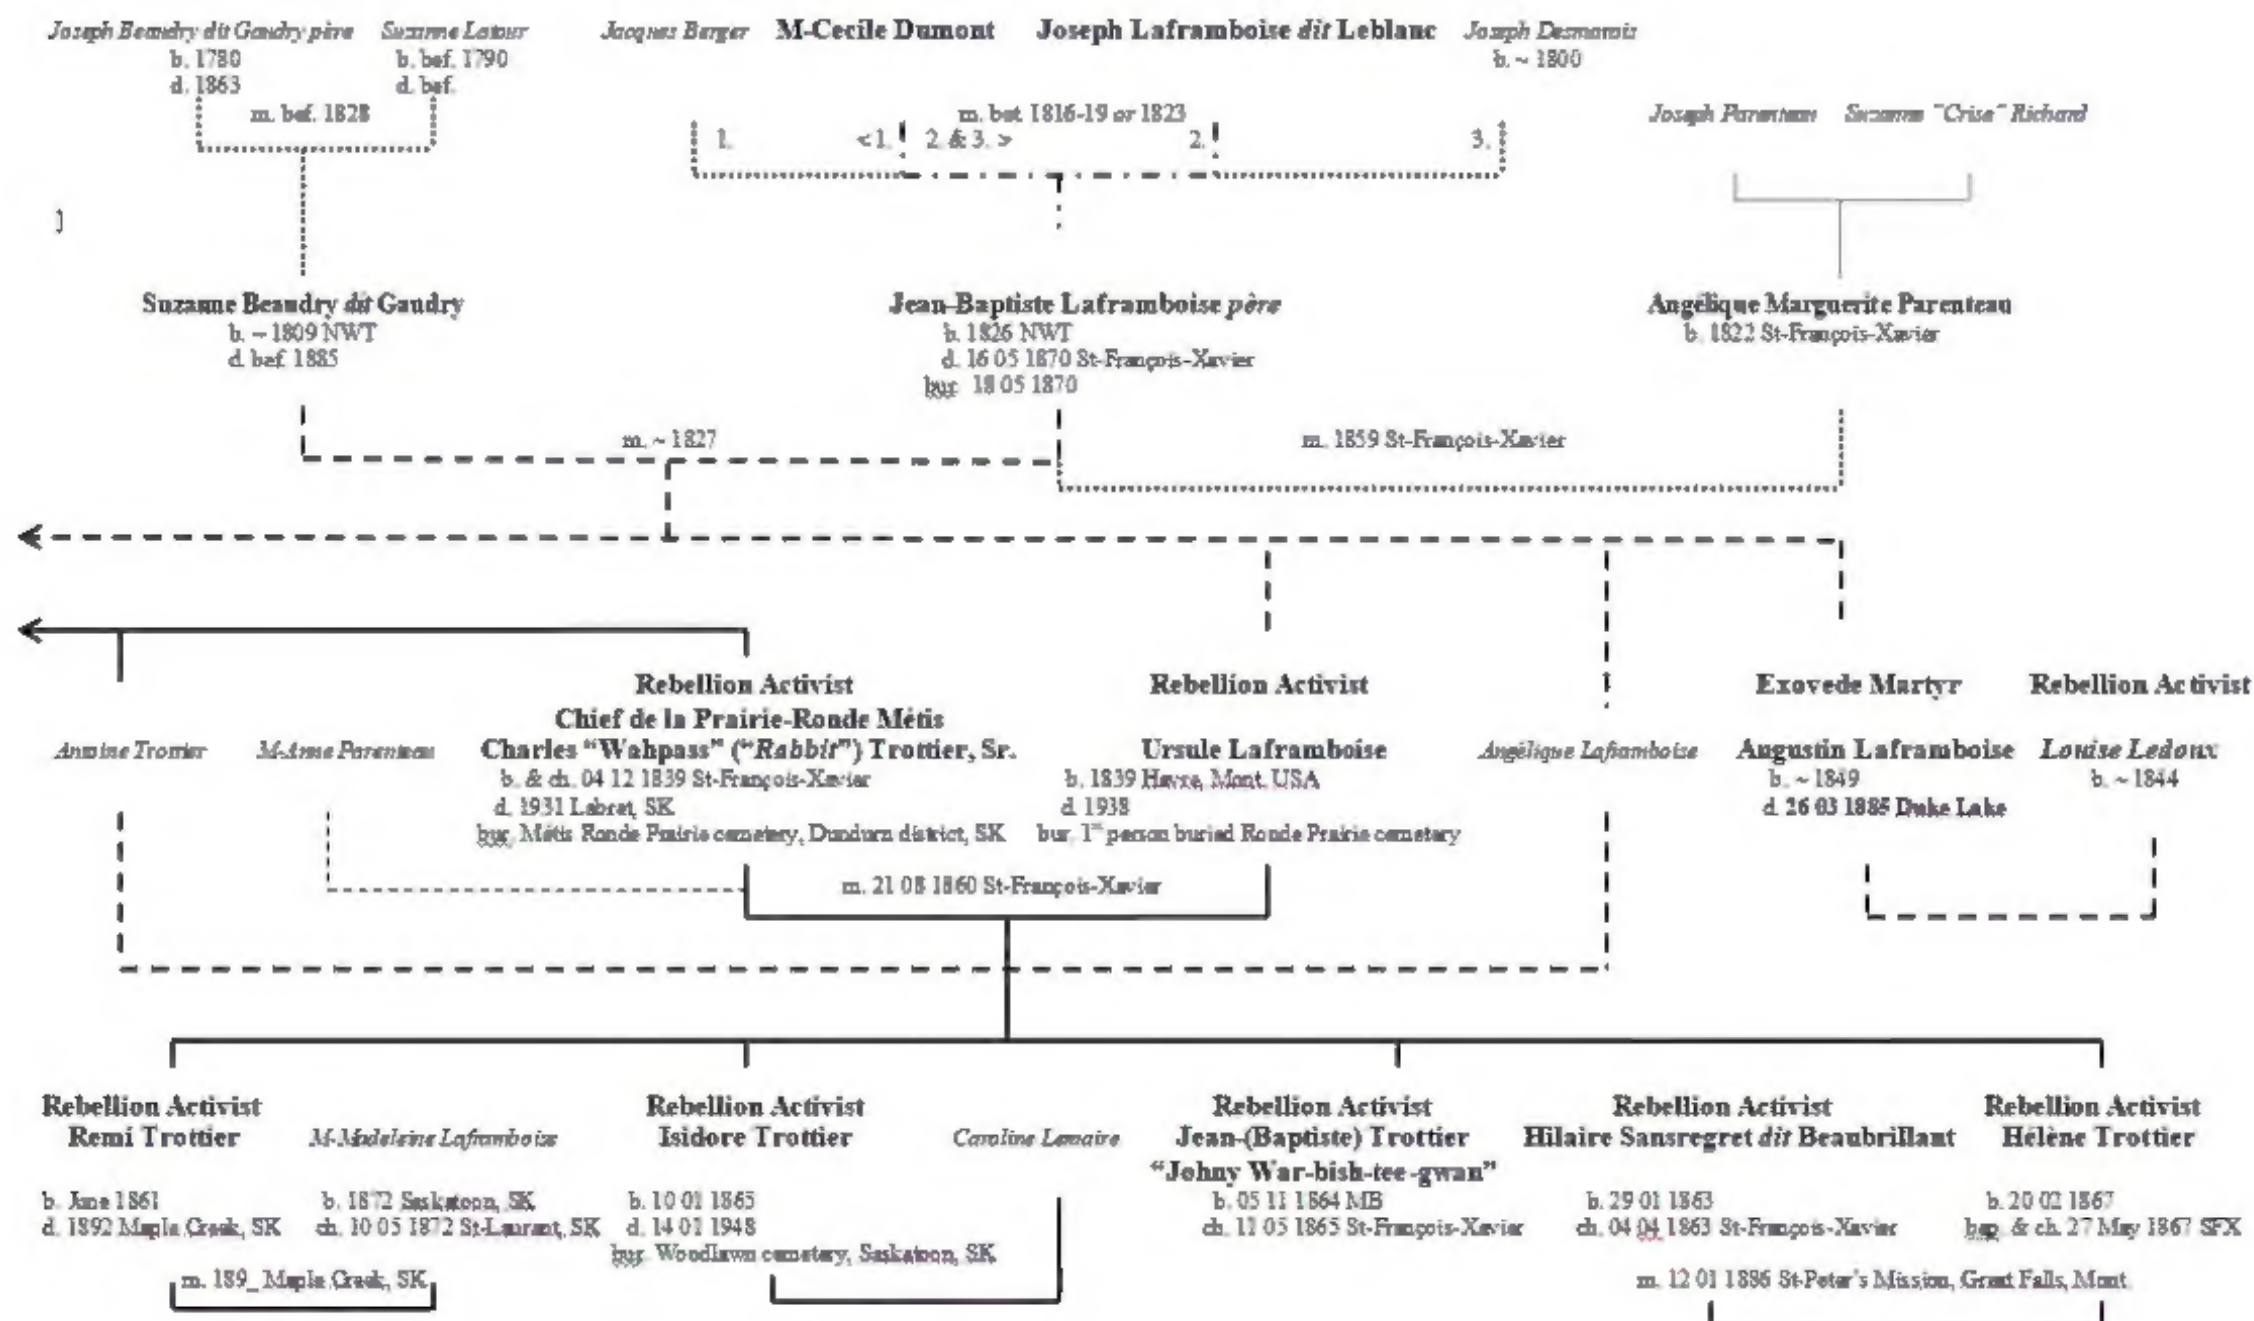 Joseph Beaudry dit Gaudry père
b. 1780
d. 1863
Suzanne Latour
b. bef. 1790
d. bef.
m. bef. 1828
Jacques Berger
M-Cecile Dumont
Joseph Laframboise dit Leblanc
Joseph Desmarais
b. ~ 1800
m. bet 1816-19 or 1823
1.
<1.
2 & 3. >
2.
3.
Joseph Parenteau
Suzanne "Crise" Richard
Suzanne Beaudry dit Gaudry
b. ~ 1809 NWT
d. bef. 1885
Jean-Baptiste Laframboise père
b. 1826 NWT
d. 16 05 1870 St-François-Xavier
bur. 18 05 1870
Angélique Marguerite Parenteau
b. 1822 St-François-Xavier
m. ~ 1827
m. 1859 St-François-Xavier
Antoine Trottier
M-Anne Parenteau
Rebellion Activist
Chief de la Prairie-Ronde Métis
Charles “Wahpass” (“Rabbit”) Trottier, Sr.
b. & ch. 04 12 1839 St-François-Xavier
d. 1931 Lebret, SK
bur. Métis Ronde Prairie cemetery, Dundurn district, SK
Rebellion Activist
Ursule Laframboise
b. 1839 Havre, Mont. USA
d. 1938
bur. 1st person buried Ronde Prairie cemetery
Angélique Laframboise
Exovede Martyr
Augustin Laframboise
b. ~ 1849
d. 26 03 1885 Duke Lake
Rebellion Activist
Louise Ledoux
b. ~ 1844
m. 21 08 1860 St-François-Xavier
Rebellion Activist
Remi Trottier
b. June 1861
d. 1892 Maple Creek, SK
M-Madeleine Laframboise
b. 1872 Saskatoon, SK
ch. 10 05 1872 St-Laurant, SK
m. 189_ Maple Creek, SK
Rebellion Activist
Isidore Trottier
b. 10 01 1865
d. 14 01 1948
bur. Woodlawn cemetery, Saskatoon, SK
Caroline Lemaire
Rebellion Activist
Jean-(Baptiste) Trottier
“Johny War-bish-tee-gwan”
b. 05 11 1864 MB
ch. 11 05 1865 St-François-Xavier
Rebellion Activist
Hilaire Sansregret dit Beaubrillant
b. 29 01 1863
ch. 04 04 1863 St-François-Xavier
Rebellion Activist
Hélène Trottier
b. 20 02 1867
bap. & ch. 27 May 1867 SFX
m. 12 01 1886 St-Peter’s Mission, Great Falls, Mont.